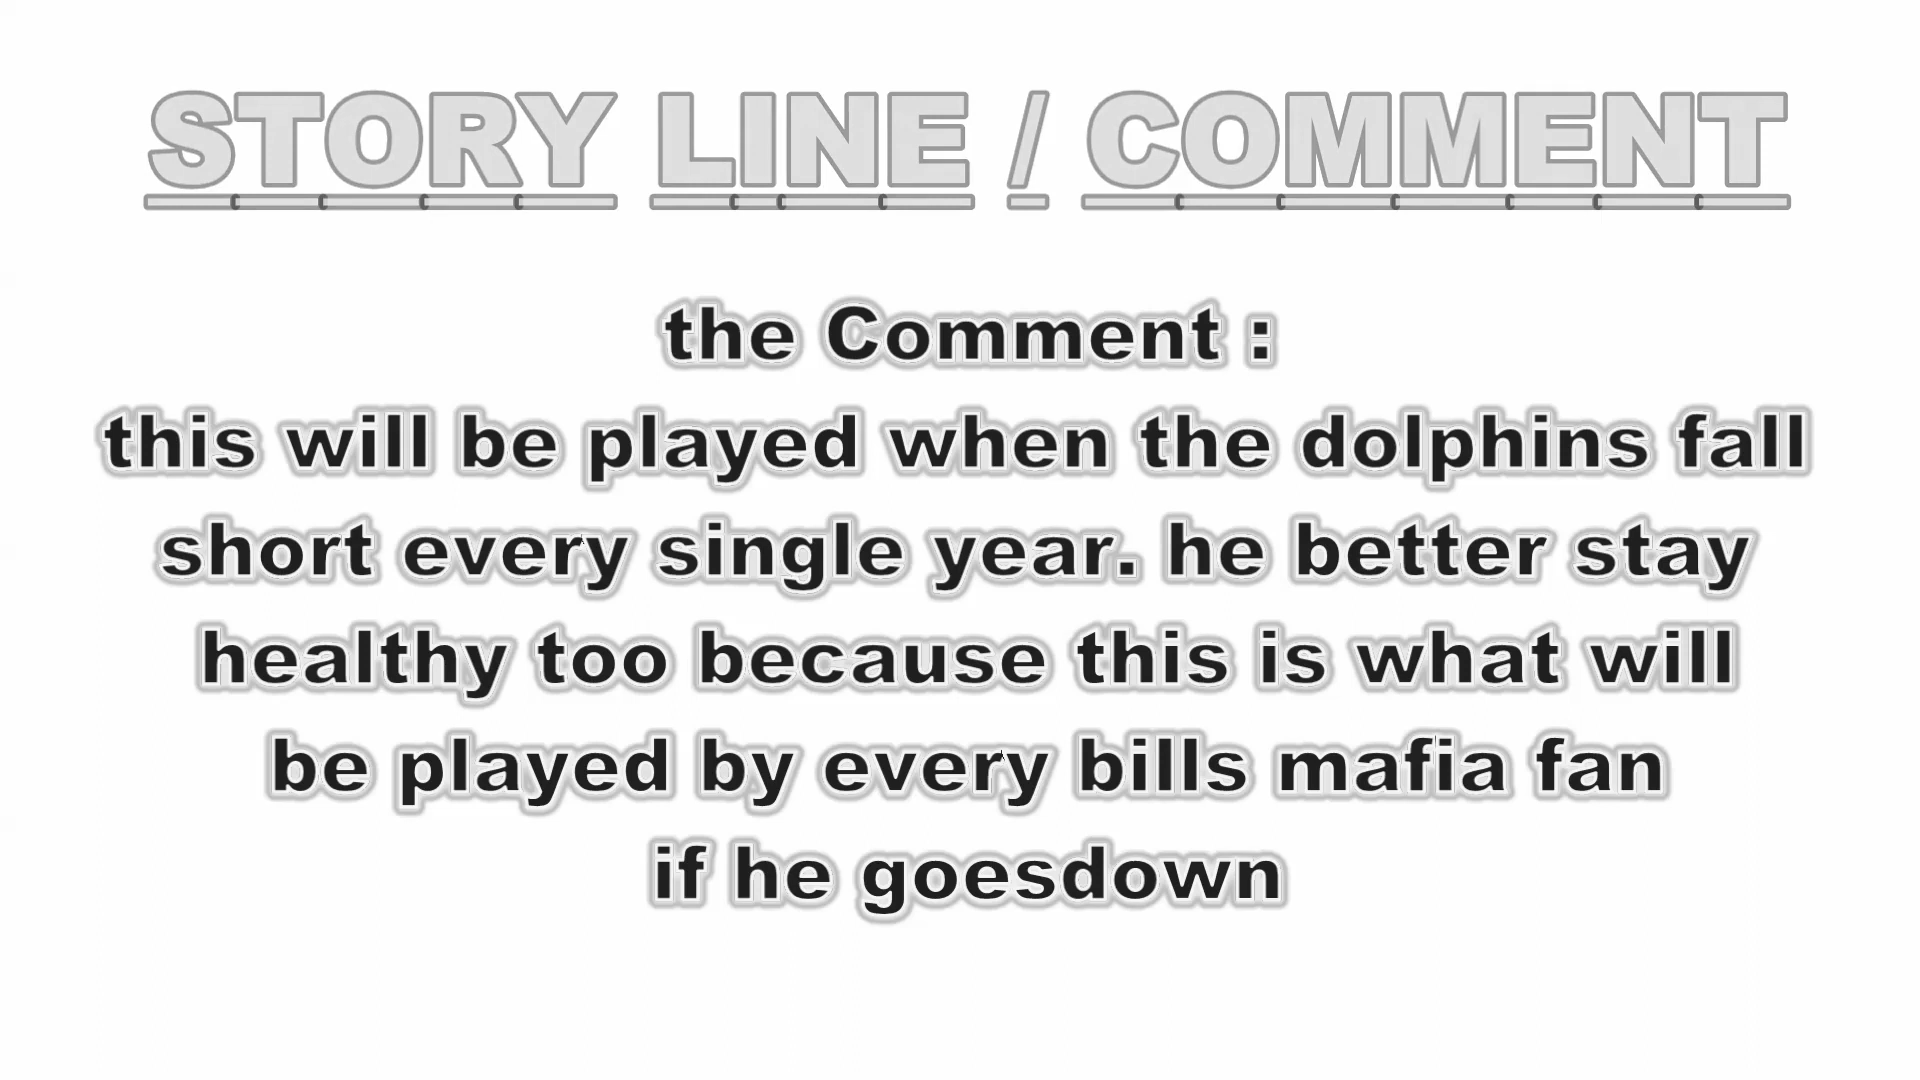 STORY LINE / COMMENT
the Comment :
this will be played when the dolphins fall
short every single year. he better stay
healthy too because this is what will
be played by every bills mafia fan
if he goesdown